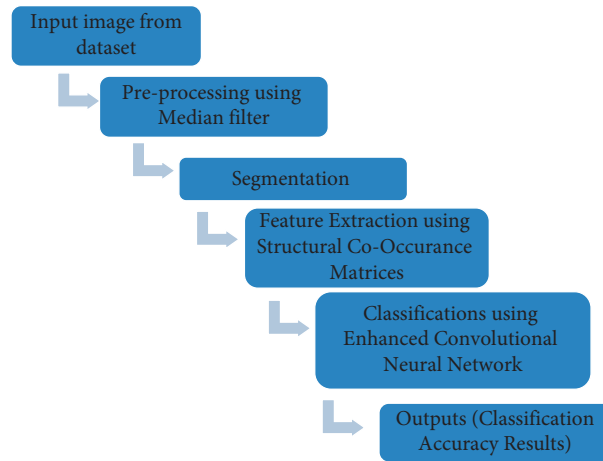 Input image from
dataset
Pre-processing using
Median filter
Segmentation
Feature Extraction using
Structural Co-Occurance
Matrices
Classifications using
Enhanced Convolutional
Neural Network
Outputs (Classification
Accuracy Results)